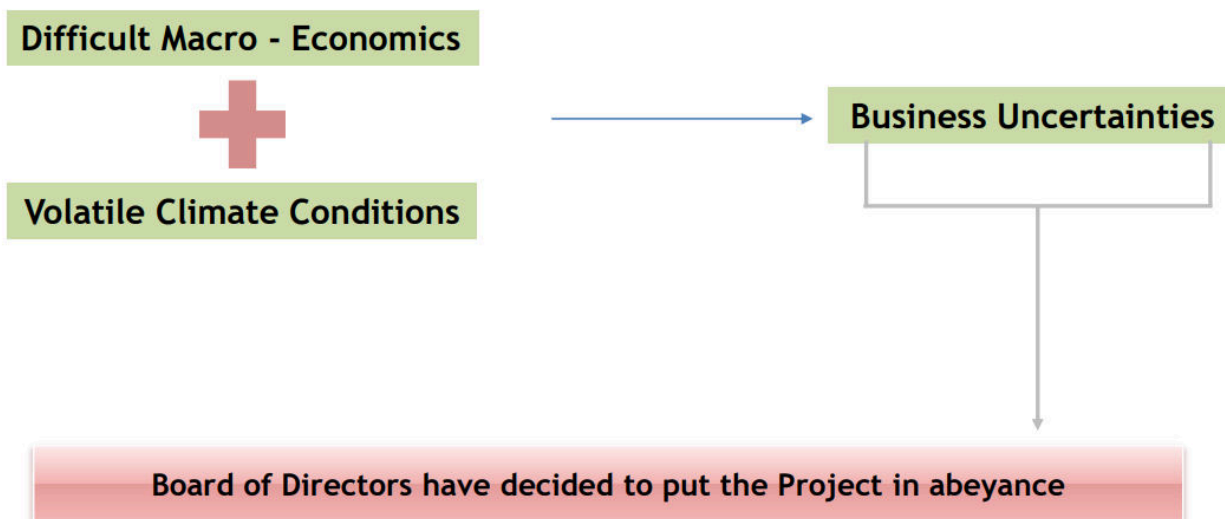 Difficult Macro - Economics
Business Uncertainties
Volatile Climate Conditions
Board of Directors have decided to put the Project in abeyance